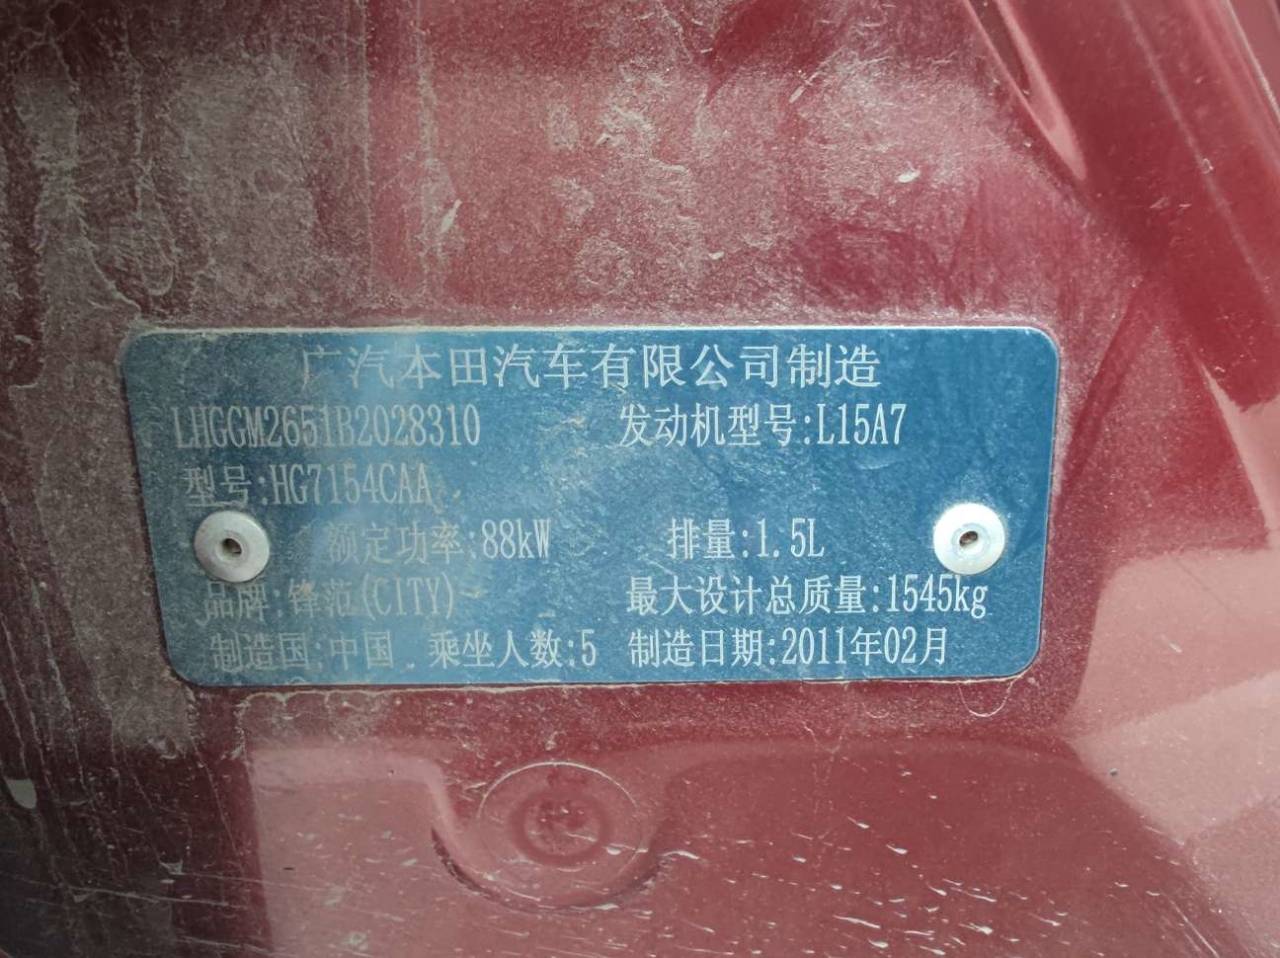 广汽本田汽车有限公司制造
LHGGM2651B2028310 发动机型号:L15A7
型号:HG7154CAA
额定功率:88kW 排量:1.5L
品牌:锋范(CITY) 最大设计总质量:1545kg
制造国:中国 乘坐人数:5 制造日期:2011年02月